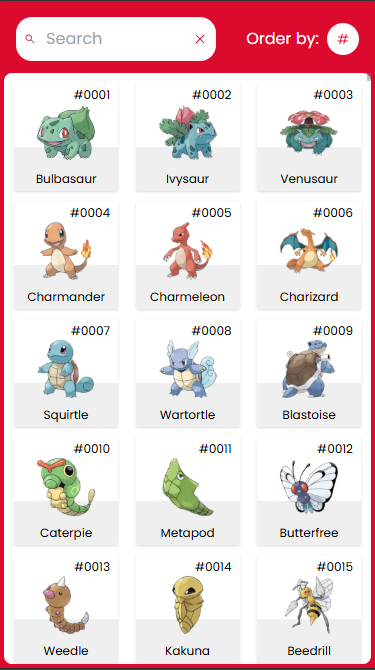 Search
Order by: #
#0001 #0002 #0003
Bulbasaur Ivysaur Venusaur
#0004 #0005 #0006
Charmander Charmeleon Charizard
#0007 #0008 #0009
Squirtle Wartortle Blastoise
#0010 #0011 #0012
Caterpie Metapod Butterfree
#0013 #0014 #0015
Weedle Kakuna Beedrill